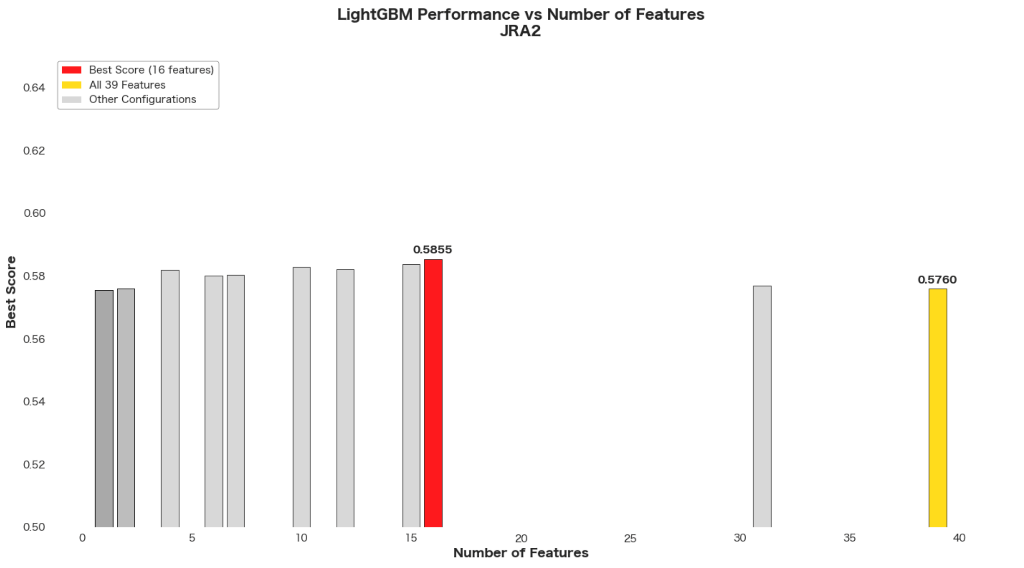 LightGBM Performance vs Number of Features
JRA2
Best Score (16 features)
All 39 Features
Other Configurations
0.64
0.62
0.60
0.58
0.56
0.54
0.52
0.50
Best Score
0.5855
0.5760
0 5 10 15 20 25 30 35 40
Number of Features